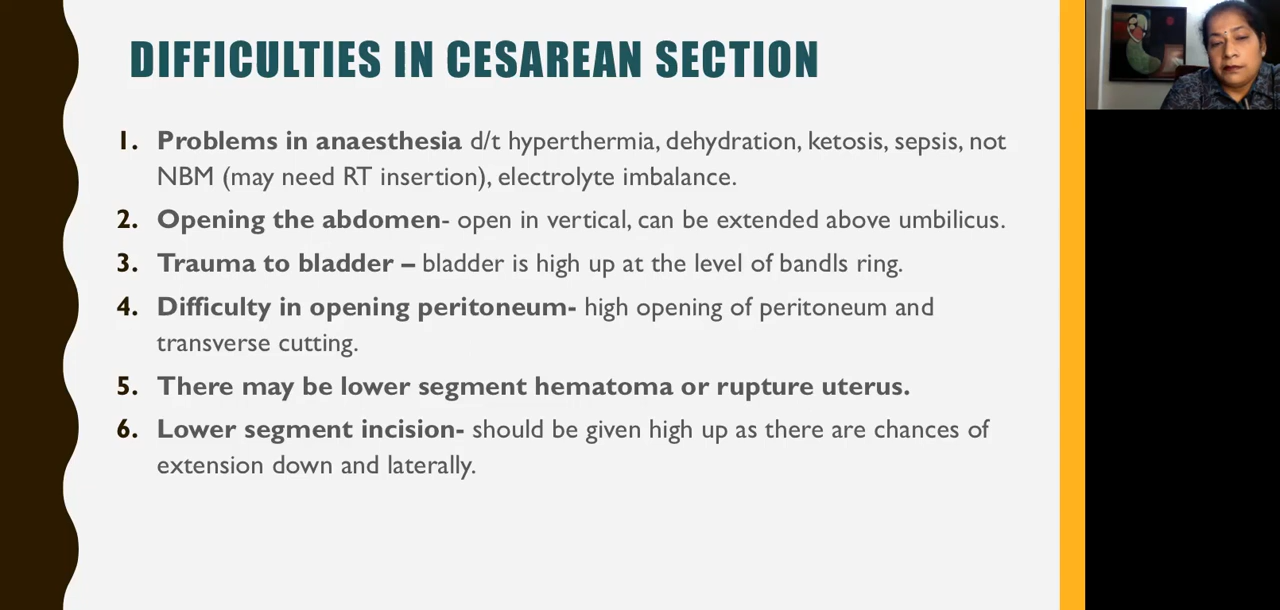 DIFFICULTIES IN CESAREAN SECTION
1. Problems in anaesthesia d/t hyperthermia, dehydration, ketosis, sepsis, not
NBM (may need RT insertion), electrolyte imbalance.
2. Opening the abdomen- open in vertical, can be extended above umbilicus.
3. Trauma to bladder – bladder is high up at the level of bandls ring.
4. Difficulty in opening peritoneum- high opening of peritoneum and
transverse cutting.
5. There may be lower segment hematoma or rupture uterus.
6. Lower segment incision- should be given high up as there are chances of
extension down and laterally.